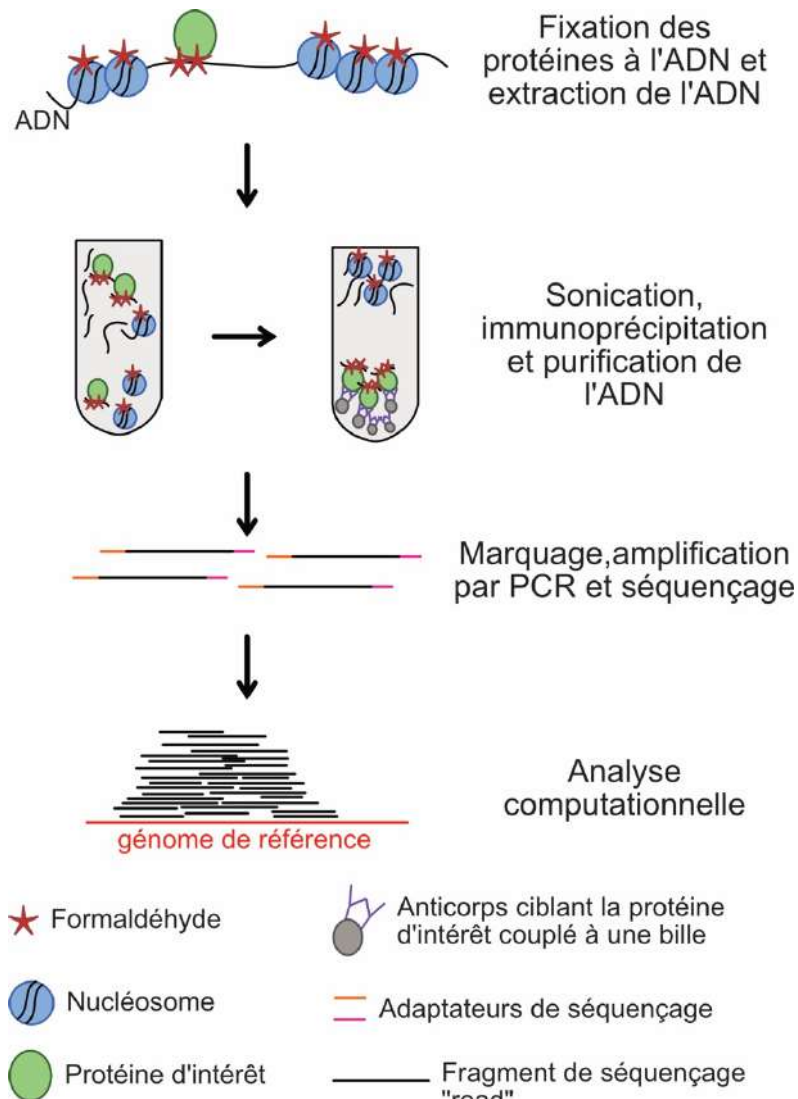 Fixation des
protéines à l'ADN et
extraction de l'ADN
ADN
Sonication,
immunoprécipitation
et purification de
l'ADN
Marquage,amplification
par PCR et séquençage
Analyse
computationnelle
génome de référence
Formaldéhyde
Anticorps ciblant la protéine
d'intérêt couplé à une bille
Nucléosome
Adaptateurs de séquençage
Protéine d'intérêt
Fragment de séquençage
"read"